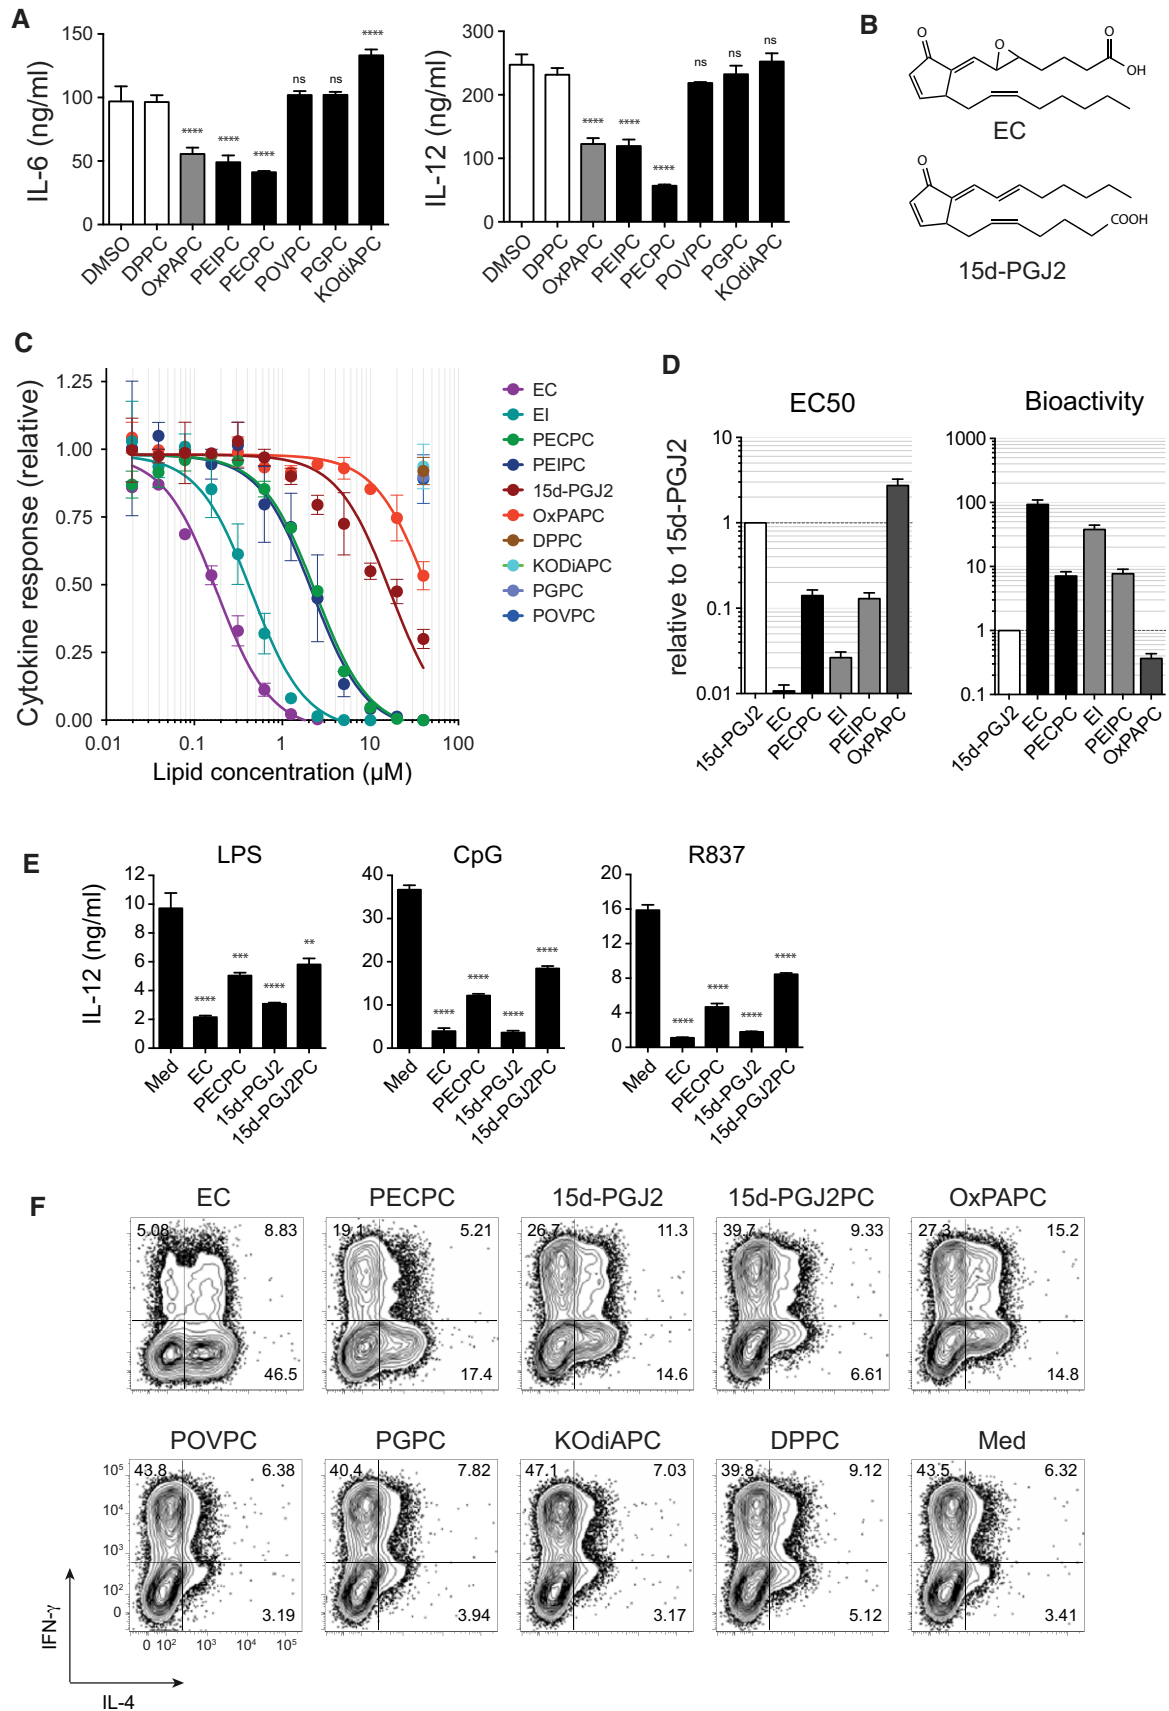 A
IL-6 (ng/ml)
150
100
50
0
****
****
****
ns
ns
****
DMSO
DPPC
OxPAPC
PEIPC
PECPC
POVPC
PGPC
KOdiAPC
IL-12 (ng/ml)
300
200
100
0
****
****
****
ns
ns
ns
DMSO
DPPC
OxPAPC
PEIPC
PECPC
POVPC
PGPC
KOdiAPC
B
O
O
O
OH
EC
O
COOH
15d-PGJ2
C
Cytokine response (relative)
1.25
1.00
0.75
0.50
0.25
0.00
0.01
0.1
1
10
100
Lipid concentration (µM)
EC
EI
PECPC
PEIPC
15d-PGJ2
OxPAPC
DPPC
KODiAPC
PGPC
POVPC
D
EC50
relative to 15d-PGJ2
10
1
0.1
0.01
15d-PGJ2
EC
PECPC
EI
PEIPC
OxPAPC
Bioactivity
1000
100
10
1
0.1
15d-PGJ2
EC
PECPC
EI
PEIPC
OxPAPC
E
IL-12 (ng/ml)
LPS
12
10
8
6
4
2
0
****
***
****
**
Med
EC
PECPC
15d-PGJ2
15d-PGJ2PC
CpG
40
30
20
10
0
****
****
****
****
Med
EC
PECPC
15d-PGJ2
15d-PGJ2PC
R837
20
16
12
8
4
0
****
****
****
****
Med
EC
PECPC
15d-PGJ2
15d-PGJ2PC
F
EC
5.08
8.83
46.5
PECPC
19.1
5.21
17.4
15d-PGJ2
26.7
11.3
14.6
15d-PGJ2PC
39.7
9.33
6.61
OxPAPC
27.3
15.2
14.8
POVPC
43.8
6.38
3.19
10⁵
10⁴
10³
10²
0
0 10² 10³ 10⁴ 10⁵
PGPC
40.4
7.82
3.94
KOdiAPC
47.1
7.03
3.17
DPPC
39.8
9.12
5.12
Med
43.5
6.32
3.41
IFN-γ
IL-4